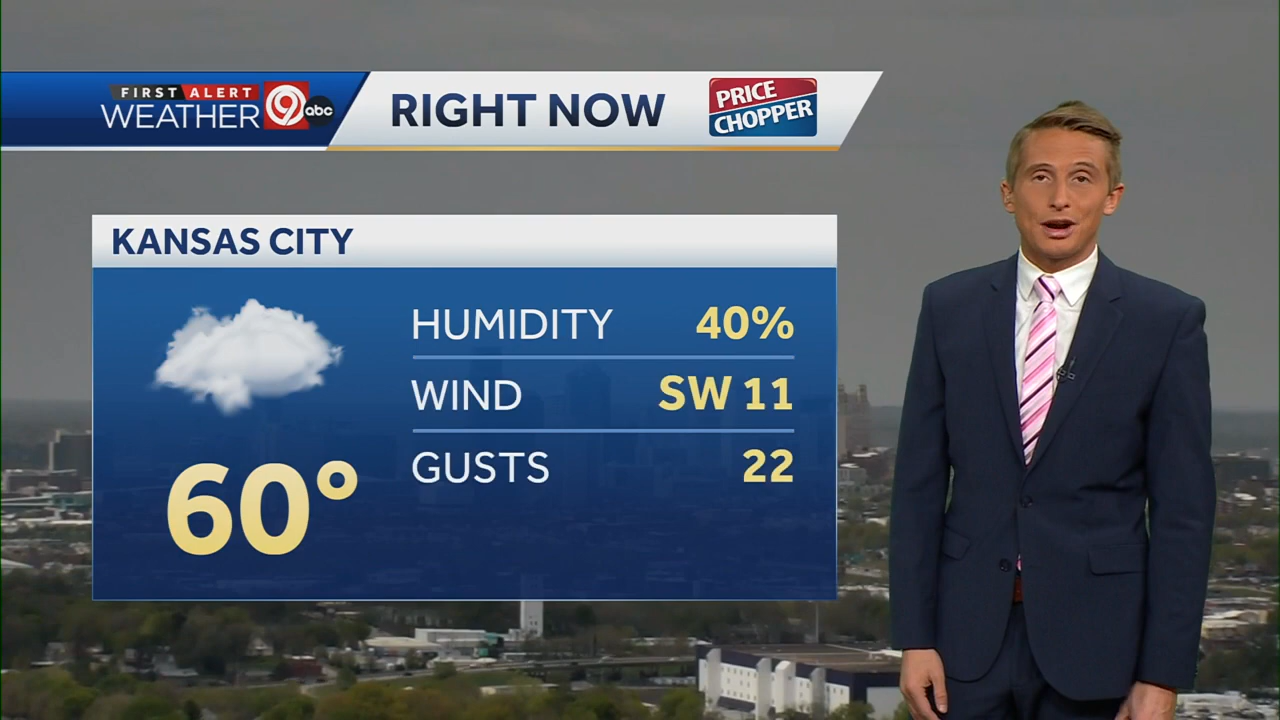 FIRST ALERT
WEATHER 9 abc
RIGHT NOW
PRICE
CHOPPER
KANSAS CITY
HUMIDITY 40%
WIND SW 11
GUSTS 22
60°